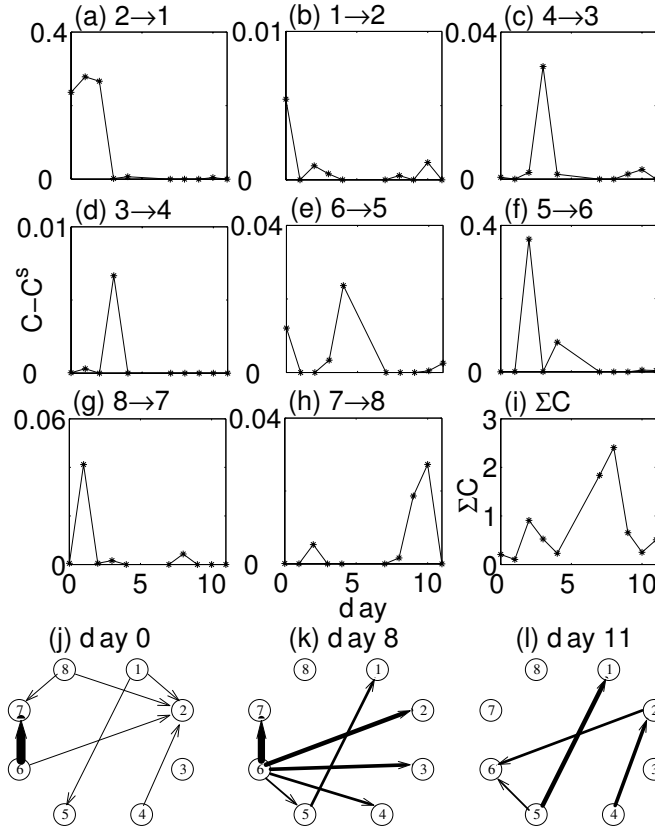 (a) 2→1 (b) 1→2 (c) 4→3
0.4 0.01 0.04
0 0 0
(d) 3→4 (e) 6→5 (f) 5→6
0.01 0.04 0.4
C−Cˢ
0 0 0
(g) 8→7 (h) 7→8 (i) ΣC
0.06 0.04 3
2
ΣC
1
0 0 0
0 5 10 0 5 10 0 5 10
day
(j) day 0 (k) day 8 (l) day 11
8 1 8 1 8 1
7 2 7 2 7 2
6 3 6 3 6 3
5 4 5 4 5 4